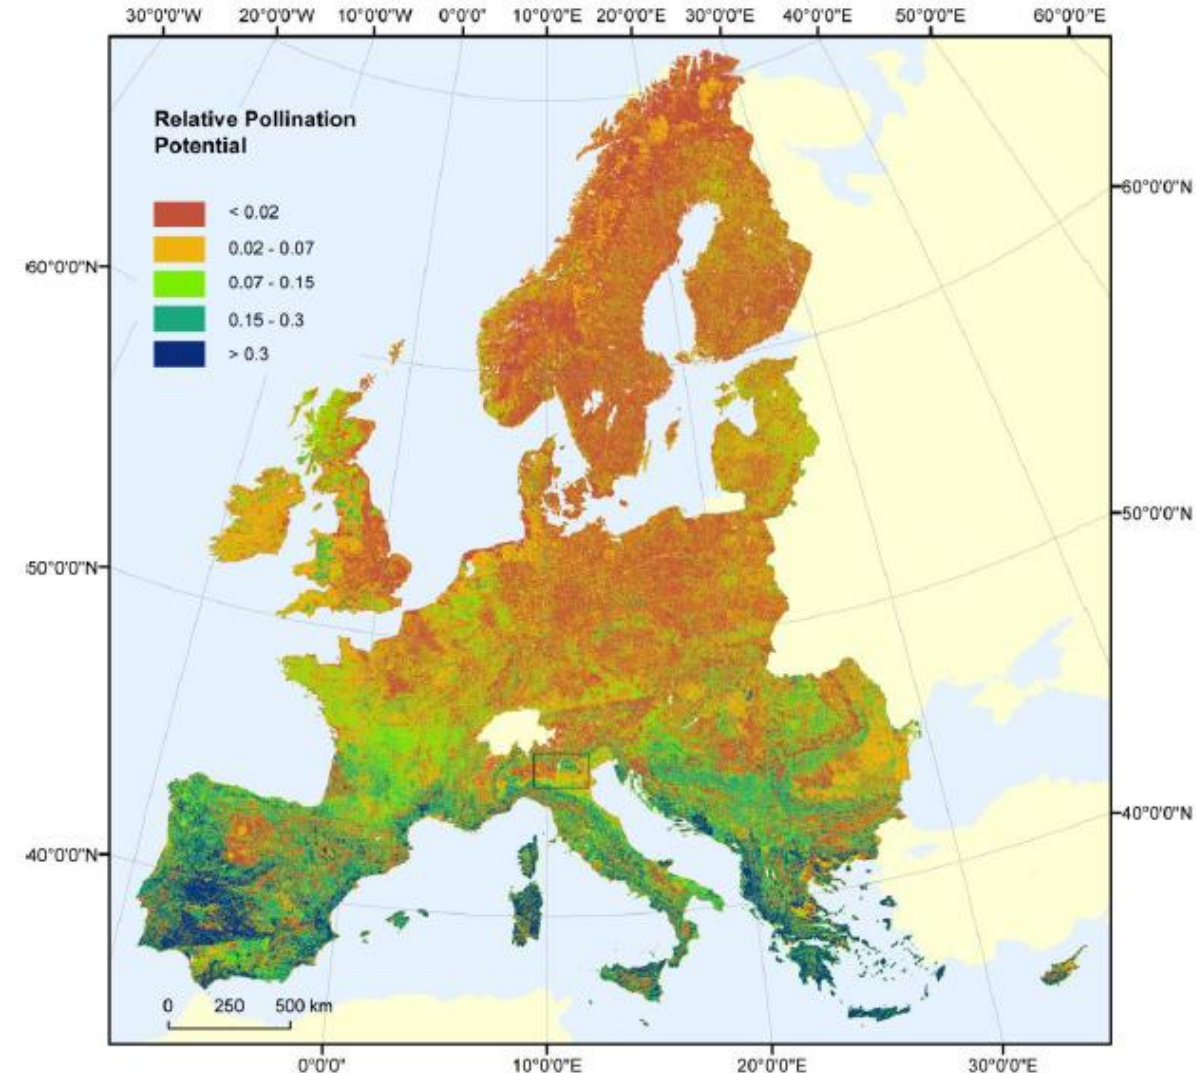 30°0'0"W 20°0'0"W 10°0'0"W 0°0'0" 10°0'0"E 20°0'0"E 30°0'0"E 40°0'0"E 50°0'0"E 60°0'0"E
Relative Pollination
Potential
< 0.02
0.02 - 0.07
0.07 - 0.15
0.15 - 0.3
> 0.3
60°0'0"N
50°0'0"N
40°0'0"N
60°0'0"N
50°0'0"N
40°0'0"N
0 250 500 km
0°0'0" 10°0'0"E 20°0'0"E 30°0'0"E